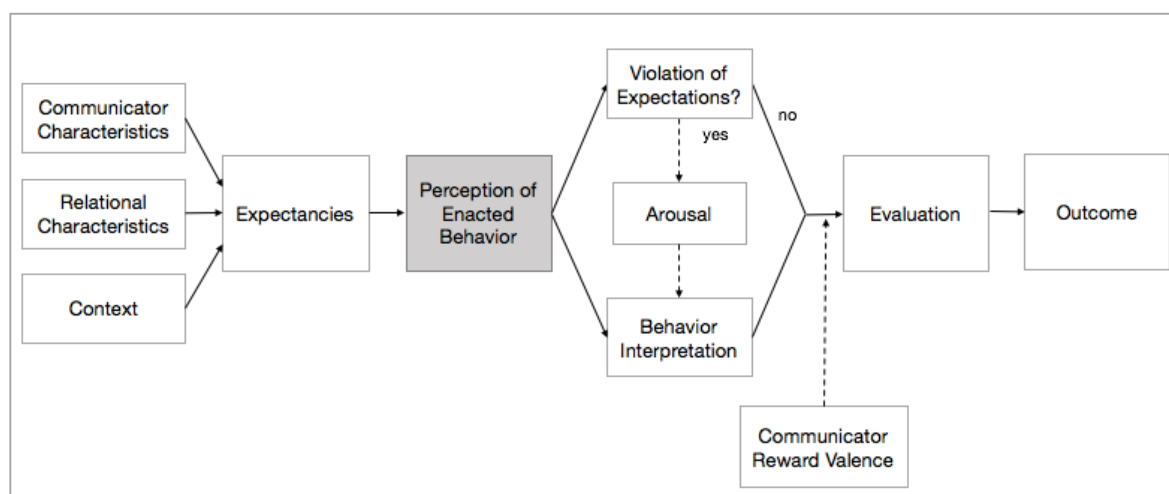 Communicator
Characteristics
Relational
Characteristics
Context
Expectancies
Perception of
Enacted
Behavior
Violation of
Expectations?
yes
no
Arousal
Behavior
Interpretation
Communicator
Reward Valence
Evaluation
Outcome